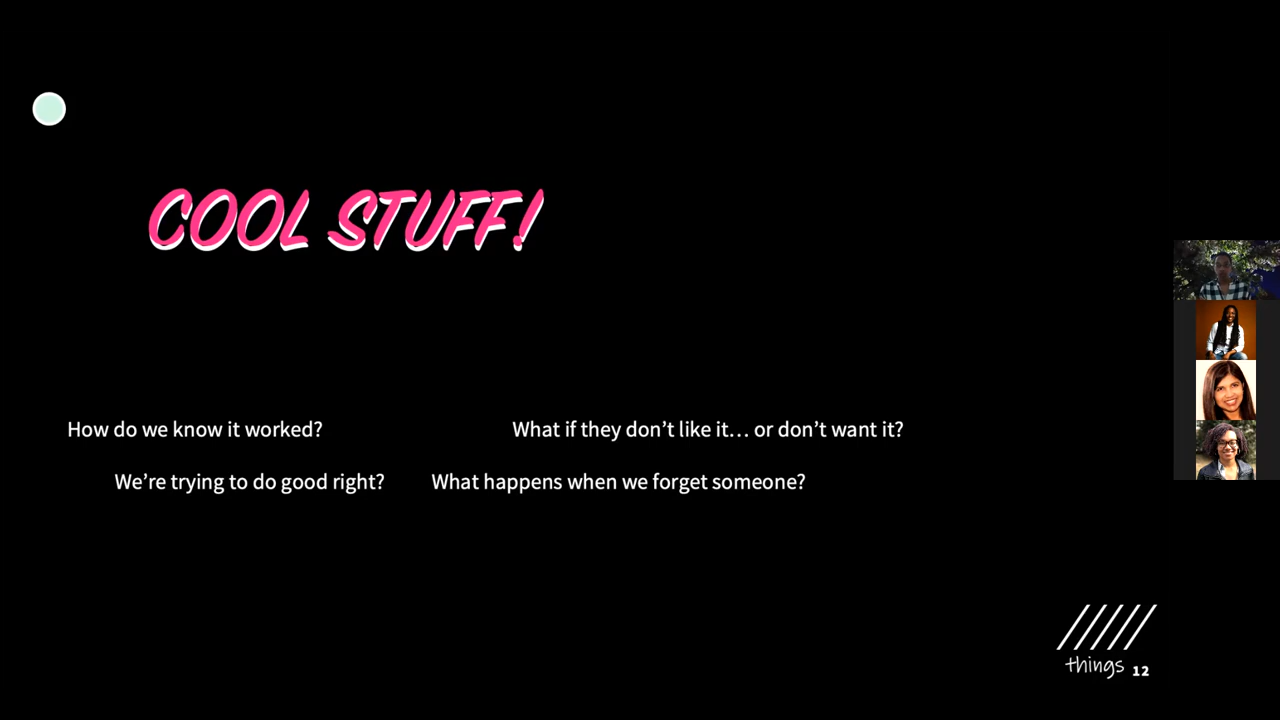 COOL STUFF!
How do we know it worked?
What if they don’t like it… or don’t want it?
We’re trying to do good right?
What happens when we forget someone?
things 12